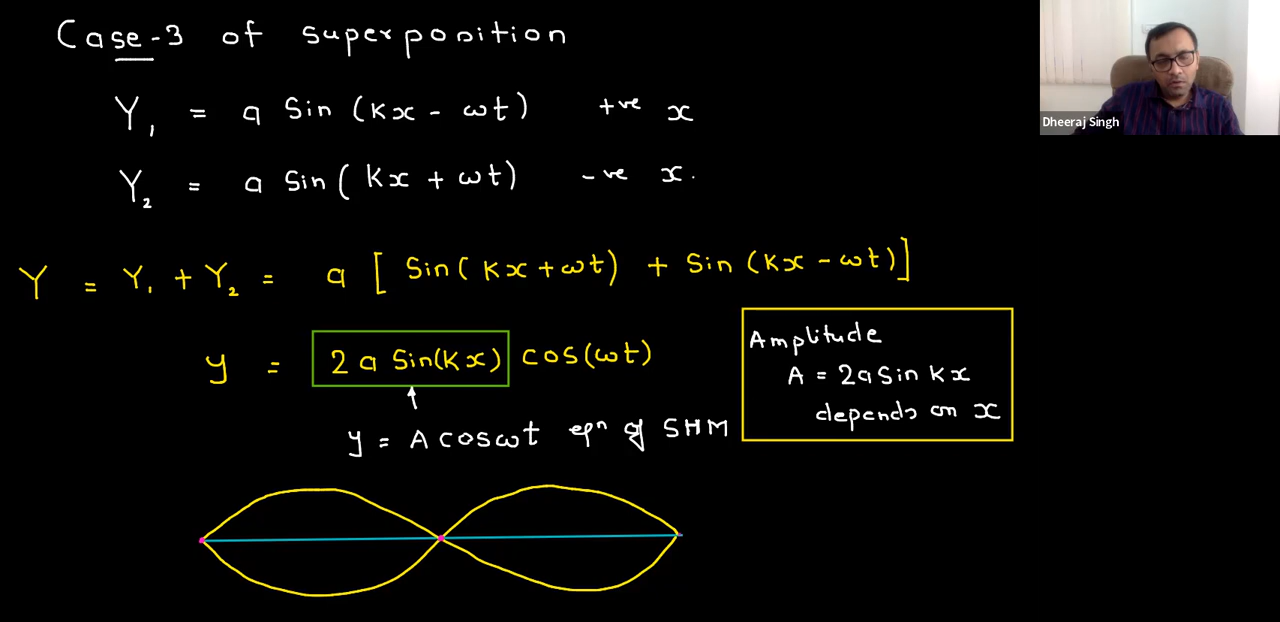 Case-3 of superposition
Y₁ = a Sin (Kx - ωt) +ve x
Y₂ = a Sin( Kx + ωt) -ve x.
Y = Y₁ + Y₂ = a [ Sin( Kx + ωt) + Sin (Kx - ωt)]
y = 2 a Sin(Kx) cos(ωt)
y = A cosωt eqⁿ of SHM
Amplitude
A = 2a Sin Kx
depends on x
Dheeraj Singh